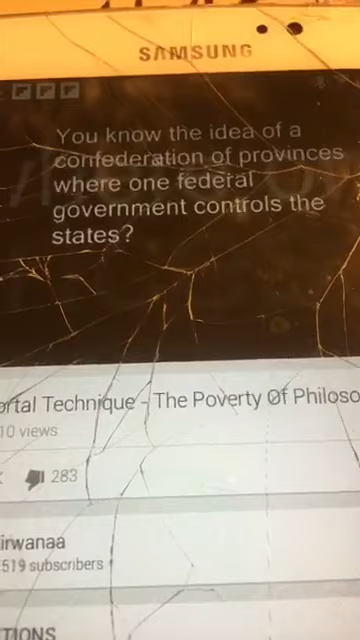 SAMSUNG
You know the idea of a
confederation of provinces
where one federal
government controls the
states?
ortal Technique - The Poverty Of Philoso
10 views
283
irwanaa
519 subscribers
TIONS